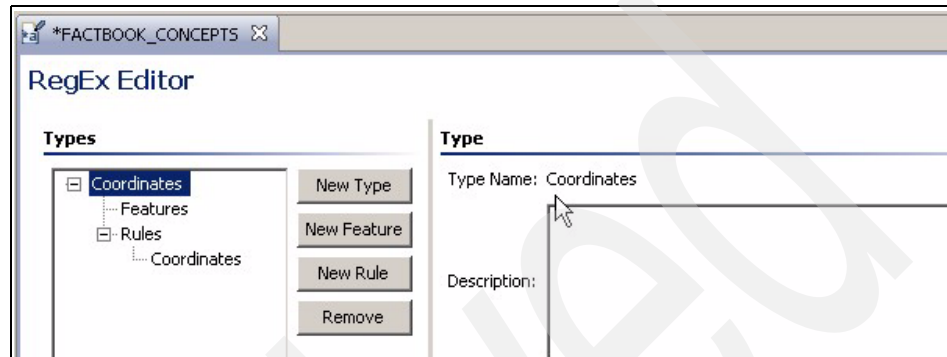 *FACTBOOK_CONCEPTS
RegEx Editor
Types
Coordinates
Features
Rules
Coordinates
New Type
New Feature
New Rule
Remove
Type
Type Name: Coordinates
Description: